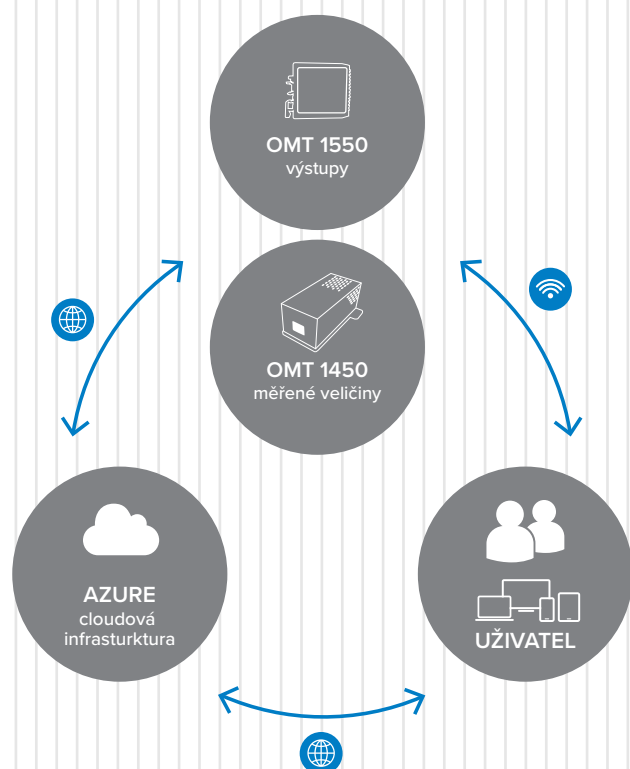 OMT 1550
výstupy
OMT 1450
měřené veličiny
AZURE
cloudová
infrasturktura
UŽIVATEL